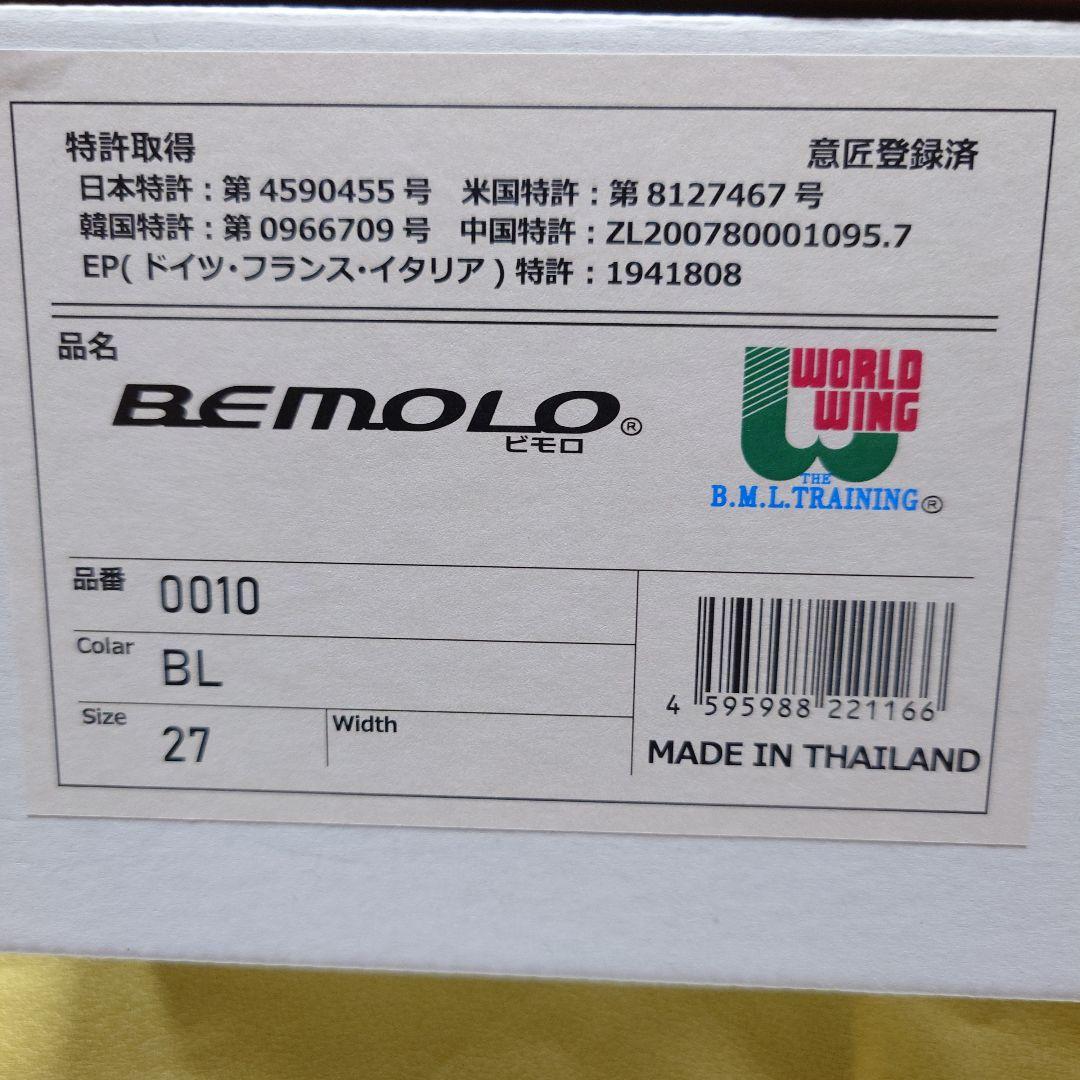 特許取得 意匠登録済
日本特許：第 4590455 号 米国特許：第 8127467 号
韓国特許：第 0966709 号 中国特許：ZL200780001095.7
EP( ドイツ・フランス・イタリア ) 特許：1941808
品名
BEMOLO®
ビモロ
WORLD
WING
THE
B.M.L.TRAINING®
品番 0010
Colar BL
Size 27 Width
4 595988 221166
MADE IN THAILAND